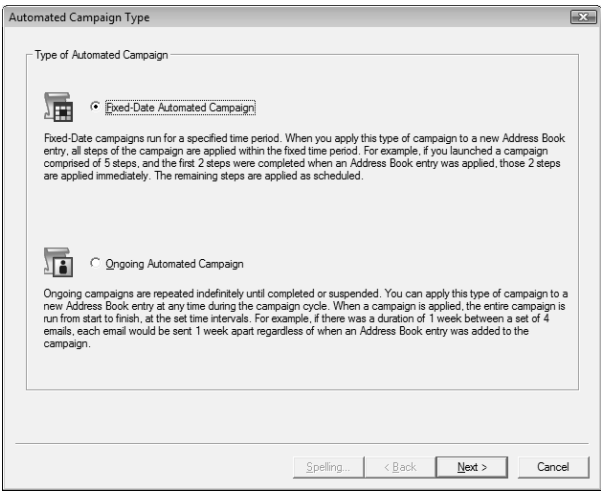 Automated Campaign Type
Type of Automated Campaign
Fixed-Date Automated Campaign
Fixed-Date campaigns run for a specified time period. When you apply this type of campaign to a new Address Book
entry, all steps of the campaign are applied within the fixed time period. For example, if you launched a campaign
comprised of 5 steps, and the first 2 steps were completed when an Address Book entry was applied, those 2 steps
are applied immediately. The remaining steps are applied as scheduled.
Ongoing Automated Campaign
Ongoing campaigns are repeated indefinitely until completed or suspended. You can apply this type of campaign to a
new Address Book entry at any time during the campaign cycle. When a campaign is applied, the entire campaign is
run from start to finish, at the set time intervals. For example, if there was a duration of 1 week between a set of 4
emails, each email would be sent 1 week apart regardless of when an Address Book entry was added to the
campaign.
Spelling... < Back Next > Cancel